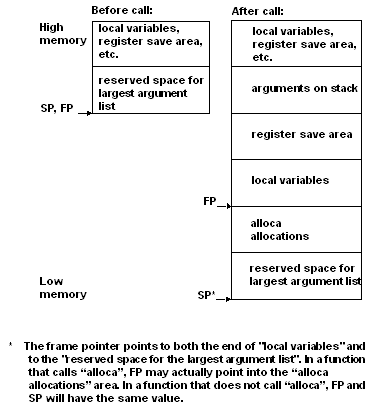 Before call:
After call:
High
memory
local variables,
register save area,
etc.
reserved space for
largest argument
list
SP, FP
local variables,
register save area,
etc.
arguments on stack
register save area
local variables
FP
alloca
allocations
reserved space for
largest argument list
Low
memory
SP*
* The frame pointer points to both the end of "local variables" and
to the "reserved space for the largest argument list". In a function
that calls “alloca”, FP may actually point into the “alloca
allocations” area. In a function that does not call “alloca”, FP and
SP will have the same value.